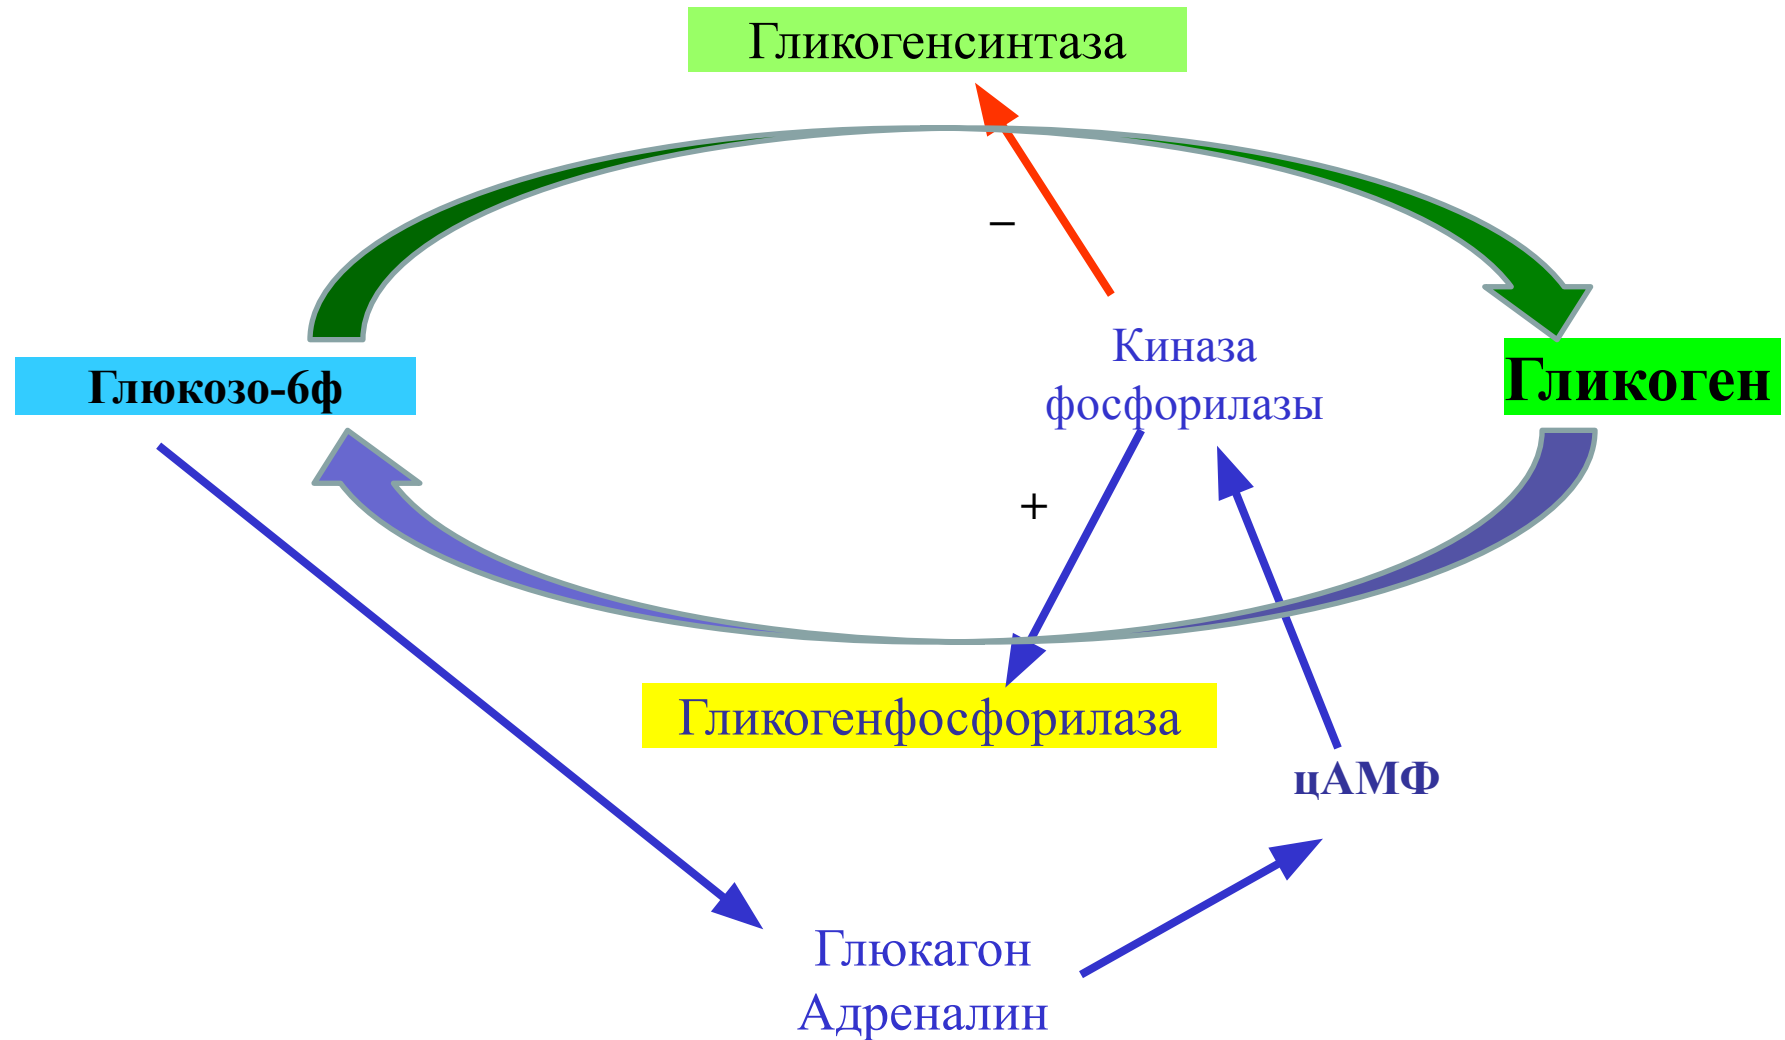 Гликогенсинтаза
–
Киназа
фосфорилазы
Глюкозо-6ф
Гликоген
+
Гликогенфосфорилаза
цАМФ
Глюкагон
Адреналин